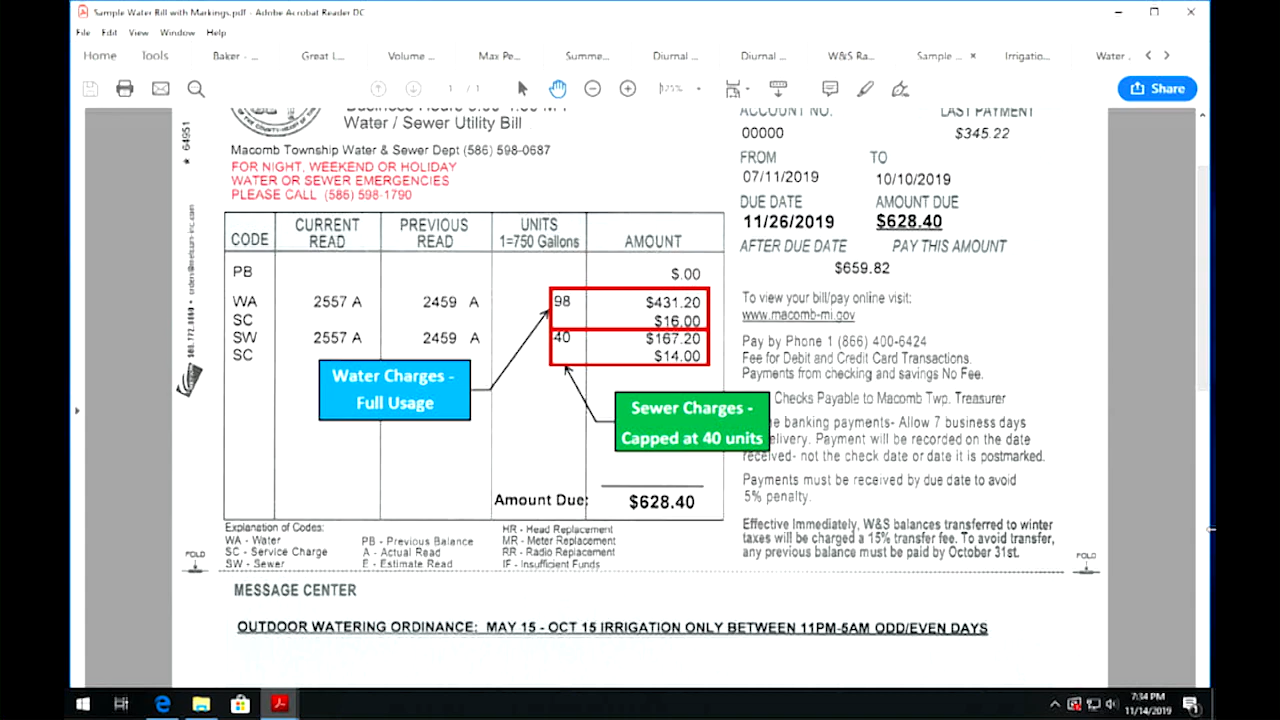 Sample Water Bill with Markings.pdf - Adobe Acrobat Reader DC
File Edit View Window Help
Home Tools Baker - ... Great L... Volume ... Max Pe... Summe... Diurnal ... Diurnal ... W&S Ra... Sample ... × Irrigatio... Water
1 / 1 125% Share
Water / Sewer Utility Bill
Macomb Township Water & Sewer Dept (586) 598-0687
FOR NIGHT, WEEKEND OR HOLIDAY
WATER OR SEWER EMERGENCIES
PLEASE CALL (586) 598-1790
★ 64951
ACCOUNT NO. LAST PAYMENT
00000 $345.22
FROM TO
07/11/2019 10/10/2019
DUE DATE AMOUNT DUE
11/26/2019 $628.40
AFTER DUE DATE PAY THIS AMOUNT
$659.82
CODE CURRENT READ PREVIOUS READ UNITS 1=750 Gallons AMOUNT
PB $.00
WA 2557 A 2459 A 98 $431.20
SC $16.00
SW 2557 A 2459 A 40 $167.20
SC $14.00
Water Charges -
Full Usage
Sewer Charges -
Capped at 40 units
Amount Due: $628.40
To view your bill/pay online visit:
www.macomb-mi.gov
Pay by Phone 1 (866) 400-6424
Fee for Debit and Credit Card Transactions.
Payments from checking and savings No Fee.
Checks Payable to Macomb Twp. Treasurer
banking payments- Allow 7 business days
Payment will be recorded on the date
received- not the check date or date it is postmarked.
Payments must be received by due date to avoid
5% penalty.
Effective Immediately, W&S balances transferred to winter
taxes will be charged a 15% transfer fee. To avoid transfer,
any previous balance must be paid by October 31st.
Explanation of Codes:
WA - Water
SC - Service Charge
SW - Sewer
PB - Previous Balance
A - Actual Read
E - Estimate Read
HR - Head Replacement
MR - Meter Replacement
RR - Radio Replacement
IF - Insufficient Funds
FOLD FOLD
MESSAGE CENTER
OUTDOOR WATERING ORDINANCE: MAY 15 - OCT 15 IRRIGATION ONLY BETWEEN 11PM-5AM ODD/EVEN DAYS
7:34 PM
11/14/2019